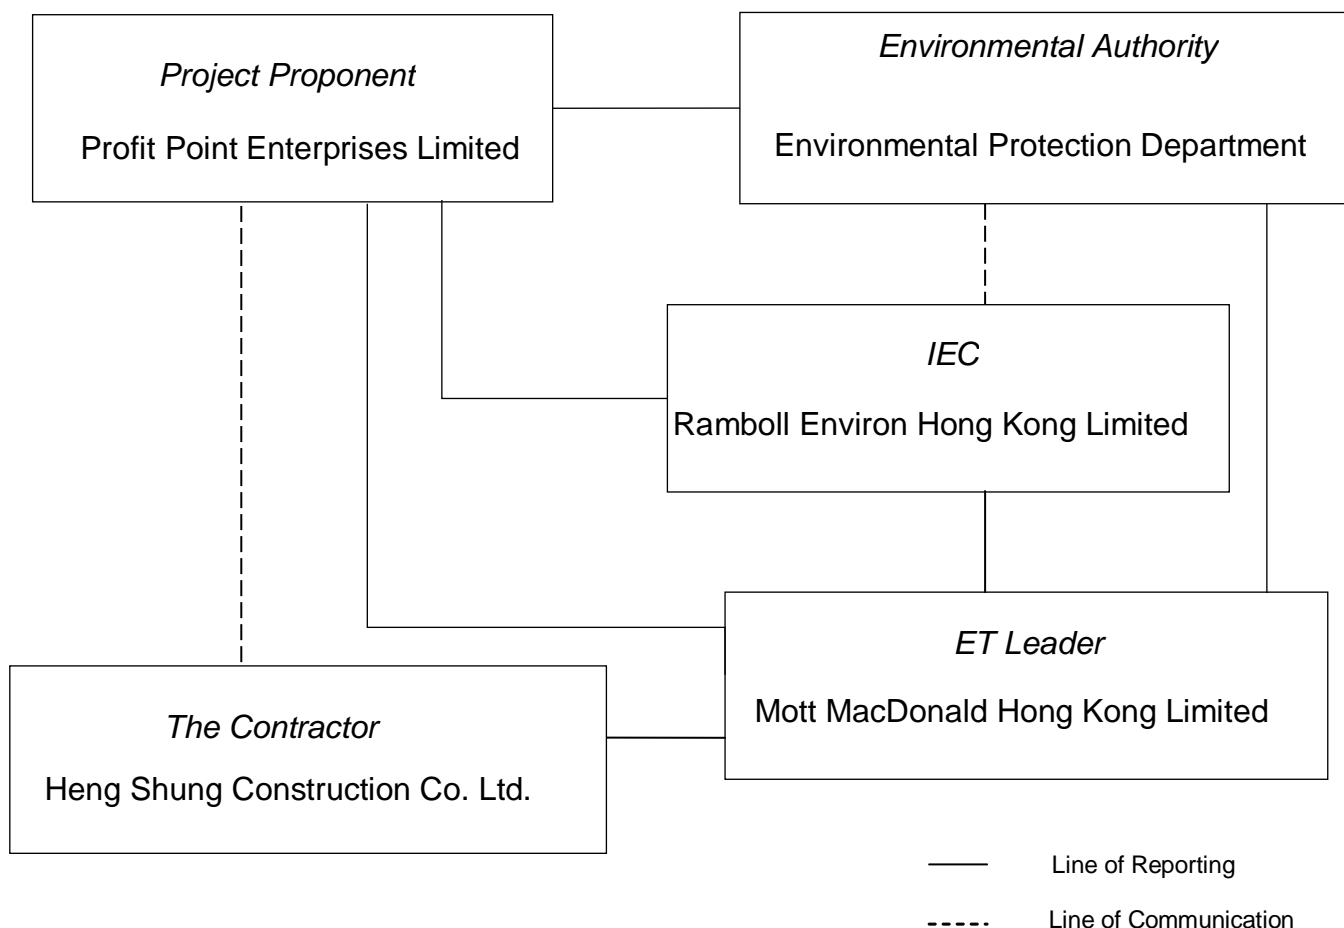 Project Proponent
Profit Point Enterprises Limited
Environmental Authority
Environmental Protection Department
IEC
Ramboll Environ Hong Kong Limited
ET Leader
Mott MacDonald Hong Kong Limited
The Contractor
Heng Shung Construction Co. Ltd.
Line of Reporting
Line of Communication